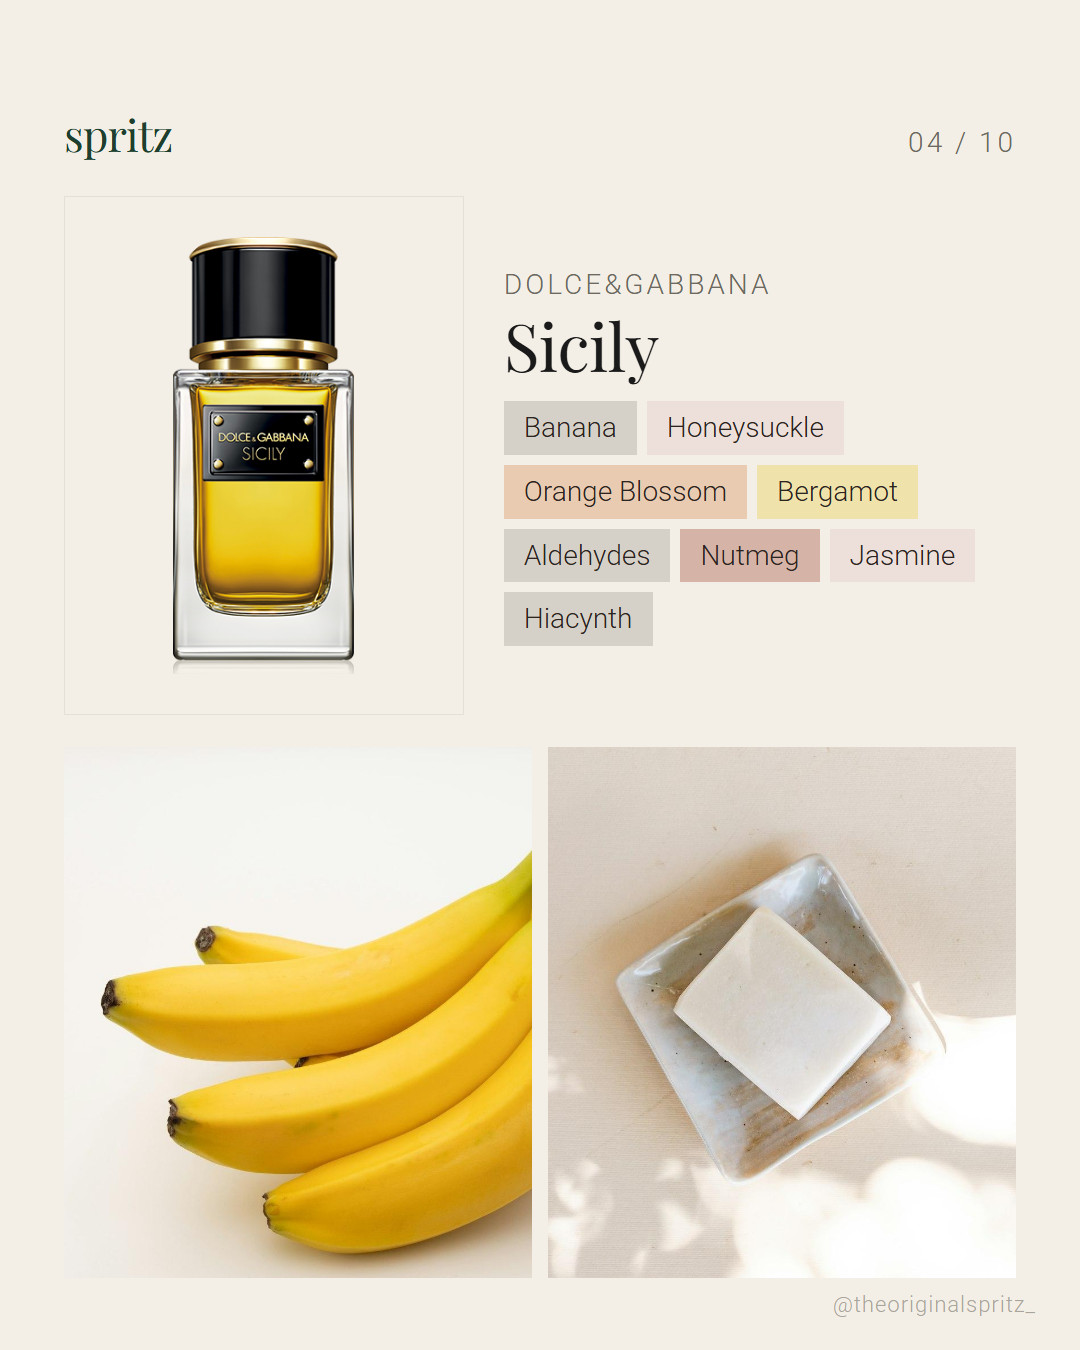 spritz
04 / 10
DOLCE&GABBANA
Sicily
Banana Honeysuckle
Orange Blossom Bergamot
Aldehydes Nutmeg Jasmine
Hiacynth
DOLCE&GABBANA
SICILY
@theoriginalspritz_